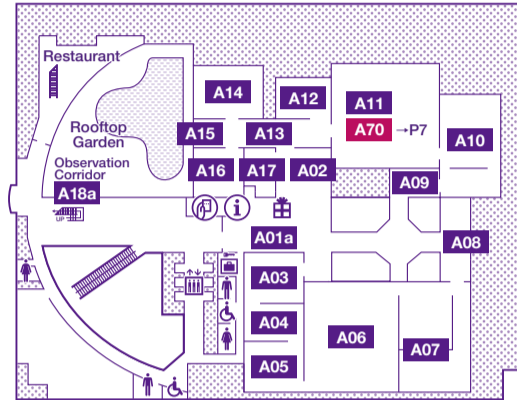 Restaurant
A14
A12
A11
A70 →P7
A10
Rooftop
Garden
A15
A13
A16
A17
A02
A09
Observation
Corridor
A18a
UP
i
A01a
A08
A03
A04
A05
A06
A07